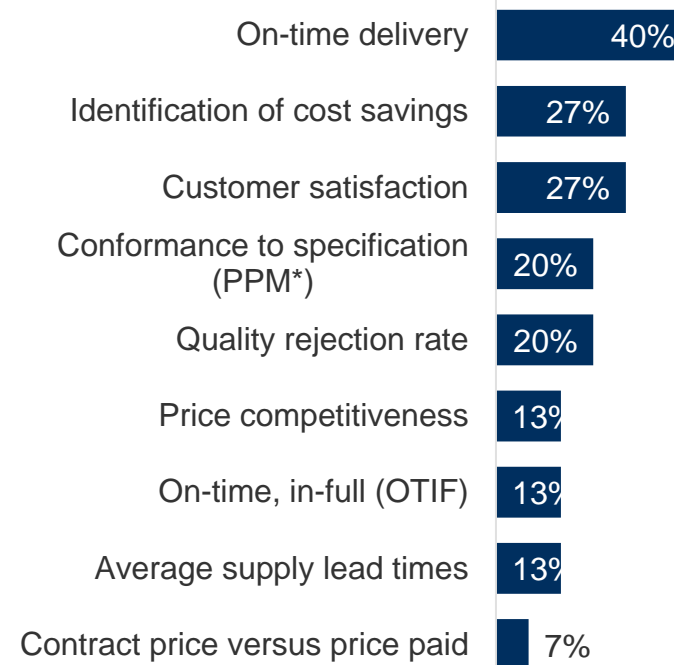 On-time delivery 40%
Identification of cost savings 27%
Customer satisfaction 27%
Conformance to specification
(PPM*) 20%
Quality rejection rate 20%
Price competitiveness 13%
On-time, in-full (OTIF) 13%
Average supply lead times 13%
Contract price versus price paid 7%